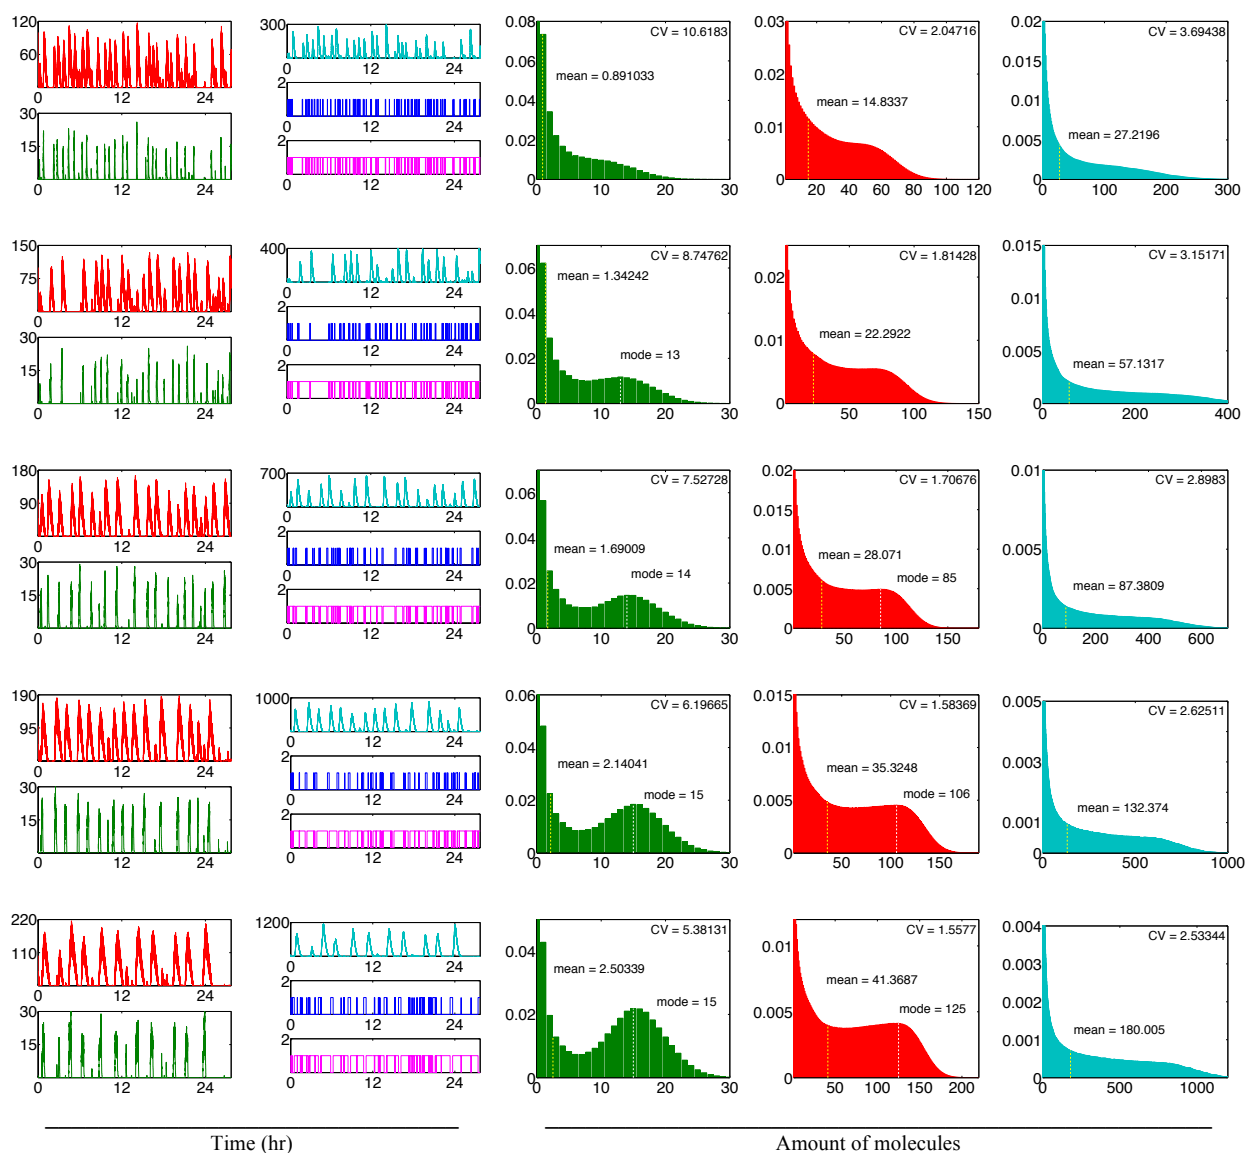 120
60
0 12 24
30
15
0 12 24
300
0 12 24
2
0 12 24
2
0 12 24
0.08
0.06
0.04
0.02
0
0 10 20 30
CV = 10.6183
mean = 0.891033
0.03
0.02
0.01
0
20 40 60 80 100 120
CV = 2.04716
mean = 14.8337
0.02
0.015
0.01
0.005
0
0 100 200 300
CV = 3.69438
mean = 27.2196
150
75
0 12 24
30
15
0 12 24
400
0 12 24
2
0 12 24
2
0 12 24
0.06
0.04
0.02
0
0 10 20 30
CV = 8.74762
mean = 1.34242
mode = 13
0.02
0.01
0
50 100 150
CV = 1.81428
mean = 22.2922
0.015
0.01
0.005
0
0 200 400
CV = 3.15171
mean = 57.1317
180
90
0 12 24
30
15
0 12 24
700
0 12 24
2
0 12 24
2
0 12 24
0.06
0.04
0.02
0
0 10 20 30
CV = 7.52728
mean = 1.69009
mode = 14
0.02
0.015
0.01
0.005
0
50 100 150
CV = 1.70676
mean = 28.071
mode = 85
0.01
0.005
0
0 200 400 600
CV = 2.8983
mean = 87.3809
190
95
0 12 24
30
15
0 12 24
1000
0 12 24
2
0 12 24
2
0 12 24
0.06
0.04
0.02
0
0 10 20 30
CV = 6.19665
mean = 2.14041
mode = 15
0.015
0.01
0.005
0
50 100 150
CV = 1.58369
mean = 35.3248
mode = 106
0.005
0.004
0.003
0.002
0.001
0
0 500 1000
CV = 2.62511
mean = 132.374
220
110
0 12 24
30
15
0 12 24
1200
0 12 24
2
0 12 24
2
0 12 24
0.04
0.02
0
0 10 20 30
CV = 5.38131
mean = 2.50339
mode = 15
0.01
0.005
0
50 100 150 200
CV = 1.5577
mean = 41.3687
mode = 125
0.004
0.003
0.002
0.001
0
0 500 1000
CV = 2.53344
mean = 180.005
Time (hr)
Amount of molecules